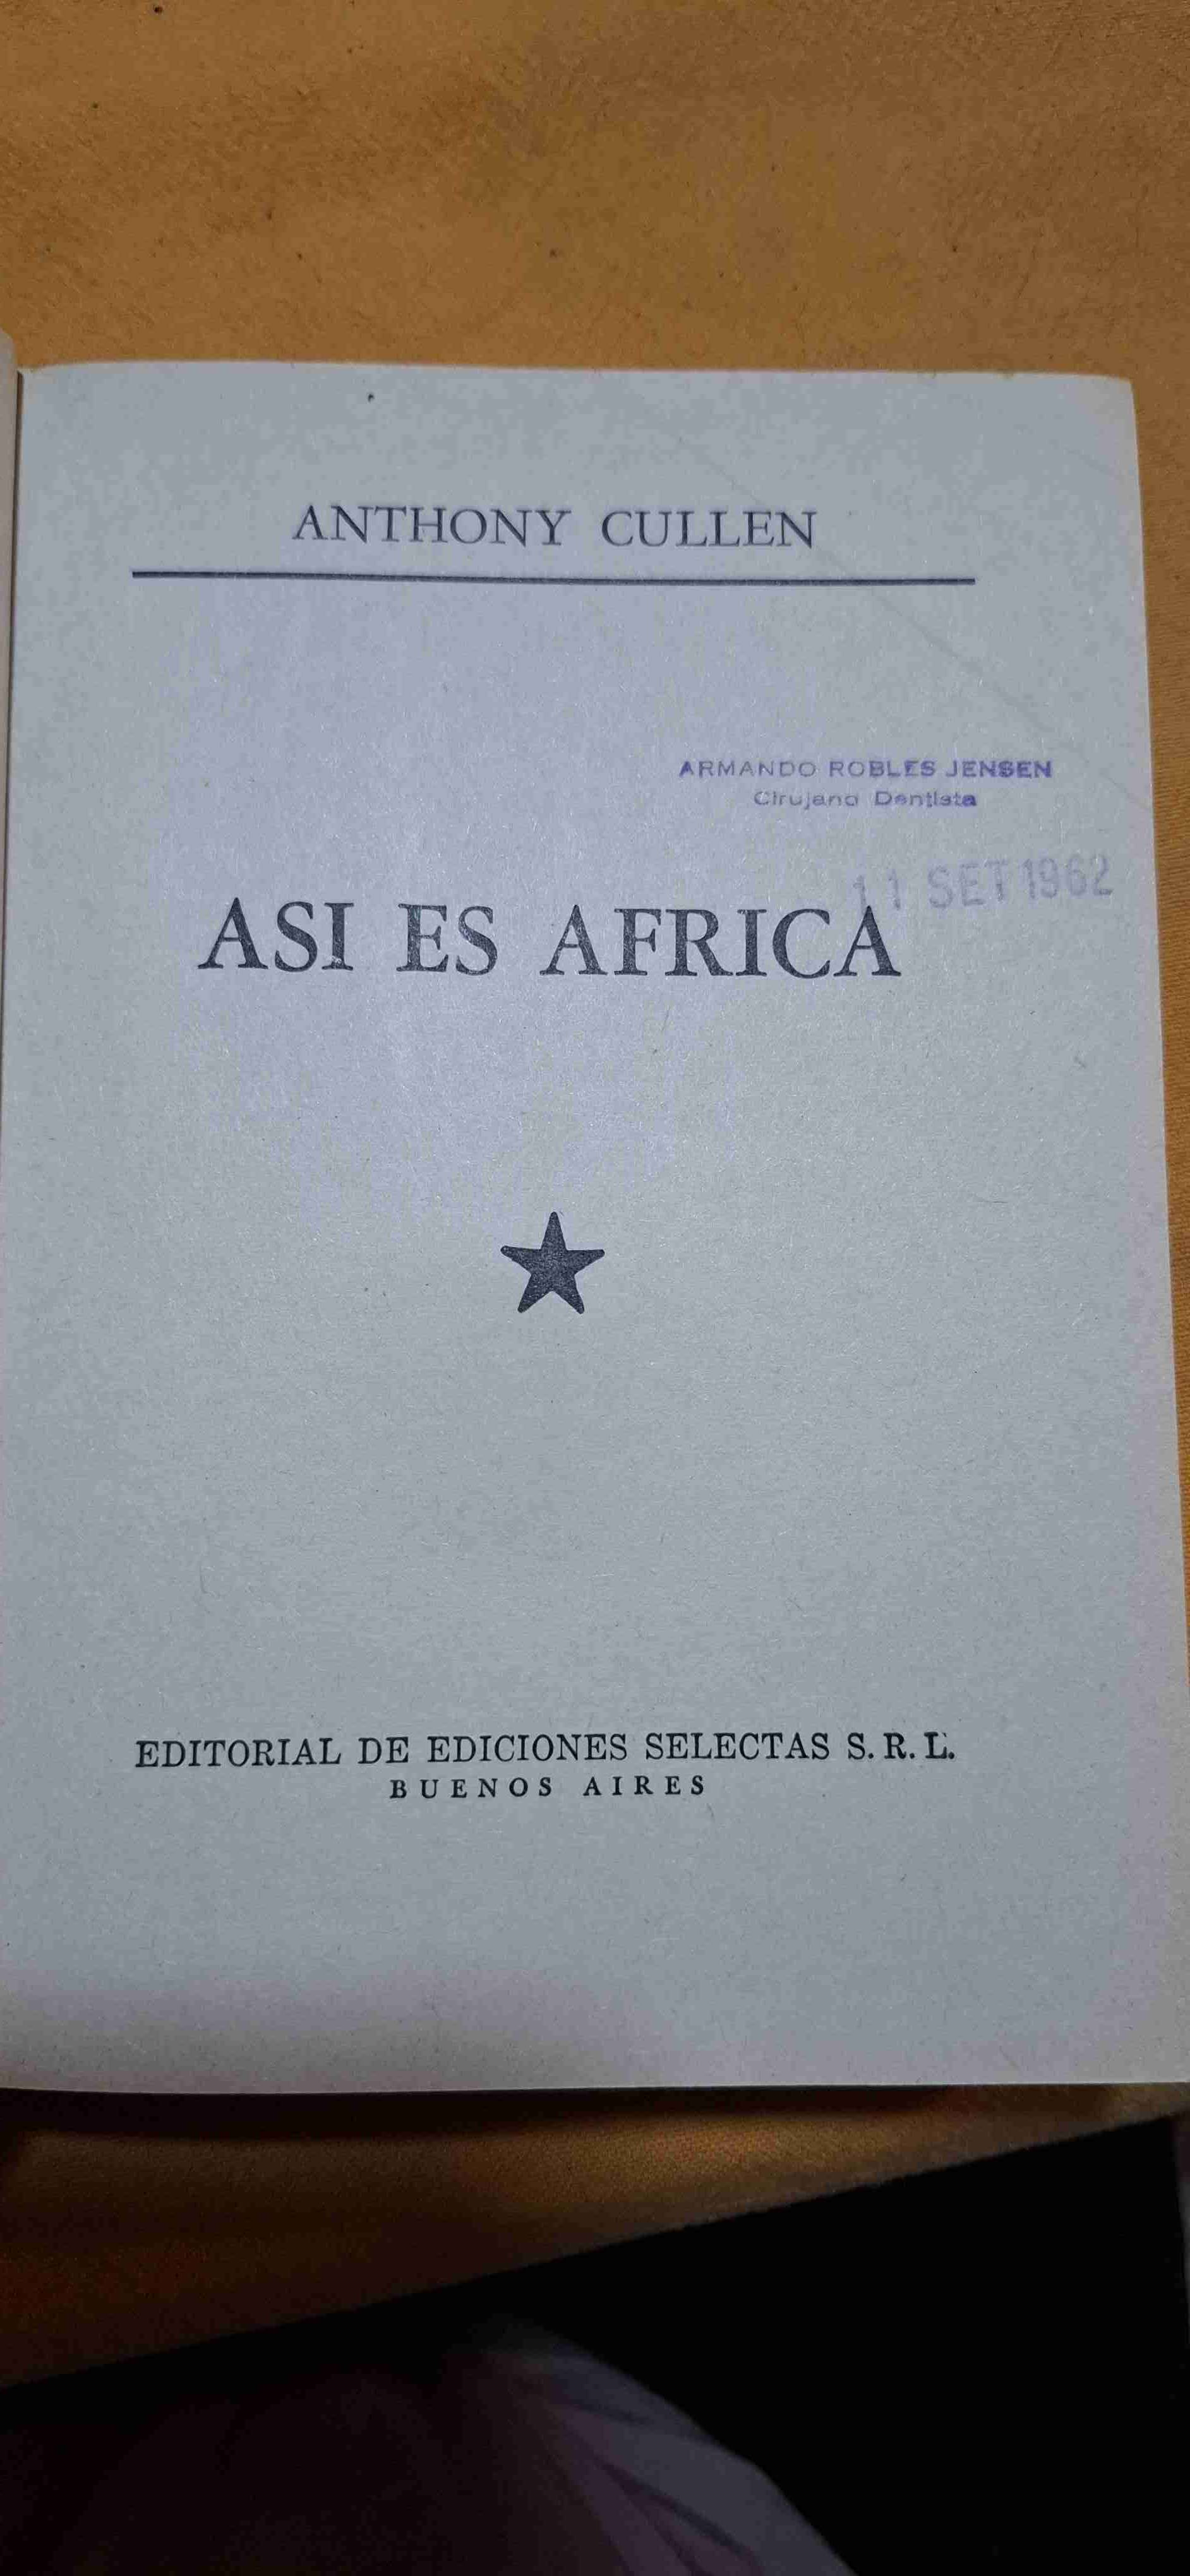 ANTHONY CULLEN
ARMANDO ROBLES JENSEN
Cirujano Dentista
11 SET 1962
ASI ES AFRICA
EDITORIAL DE EDICIONES SELECTAS S. R. L.
BUENOS AIRES